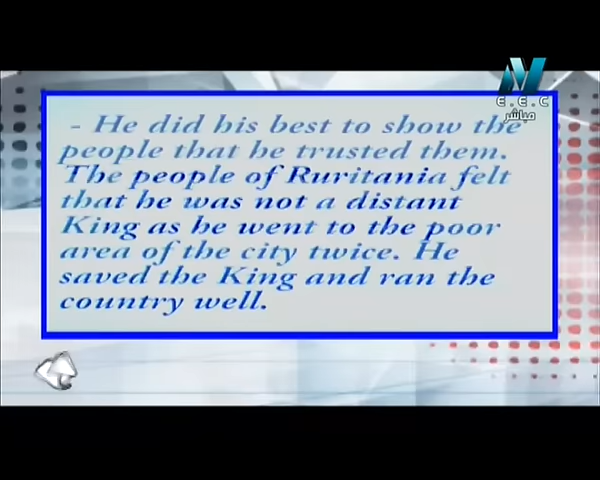 E.E.C
مباشر
- He did his best to show the
people that he trusted them.
The people of Ruritania felt
that he was not a distant
King as he went to the poor
area of the city twice. He
saved the King and ran the
country well.